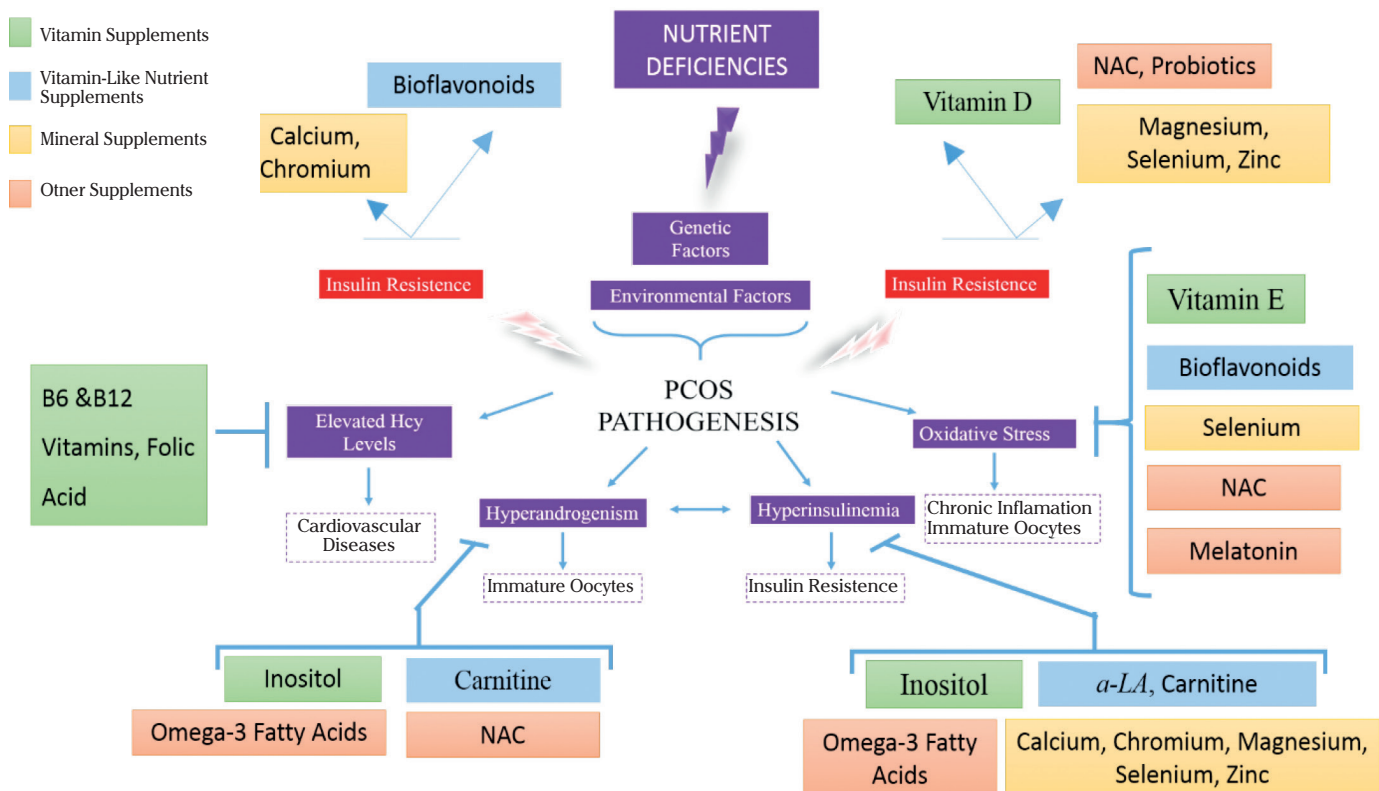 Vitamin Supplements
Vitamin-Like Nutrient
Supplements
Mineral Supplements
Otner Supplements
Bioflavonoids
Calcium,
Chromium
Insulin Resistence
NUTRIENT
DEFICIENCIES
Genetic
Factors
Environmental Factors
Vitamin D
NAC, Probiotics
Magnesium,
Selenium, Zinc
Insulin Resistence
PCOS
PATHOGENESIS
B6 &B12
Vitamins, Folic
Acid
Elevated Hcy
Levels
Cardiovascular
Diseases
Hyperandrogenism
Immature Oocytes
Hyperinsulinemia
Insulin Resistence
Oxidative Stress
Chronic Inflamation
Immature Oocytes
Vitamin E
Bioflavonoids
Selenium
NAC
Melatonin
Inositol
Carnitine
Omega-3 Fatty Acids
NAC
Inositol
a-LA, Carnitine
Omega-3 Fatty
Acids
Calcium, Chromium, Magnesium,
Selenium, Zinc